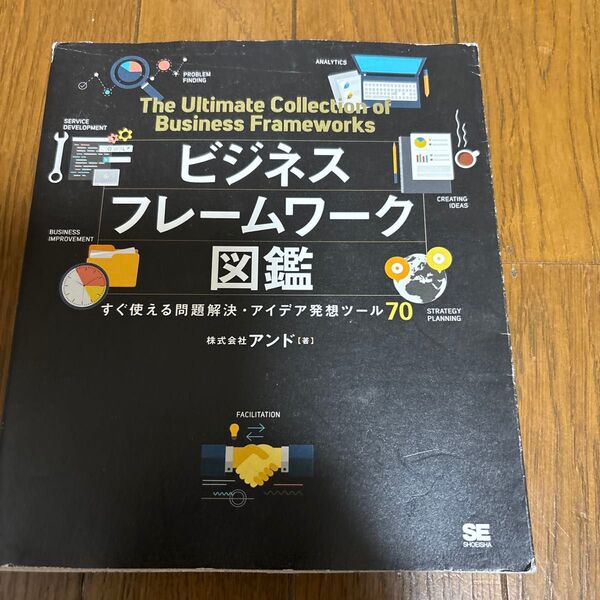 ANALYTICS
PROBLEM
FINDING
The Ultimate Collection of
Business Frameworks
SERVICE
DEVELOPMENT
ビジネス
フレームワーク
図鑑
CREATING
IDEAS
BUSINESS
IMPROVEMENT
すぐ使える問題解決・アイデア発想ツール70
STRATEGY
PLANNING
株式会社アンド[著]
FACILITATION
SE
SHOEISHA